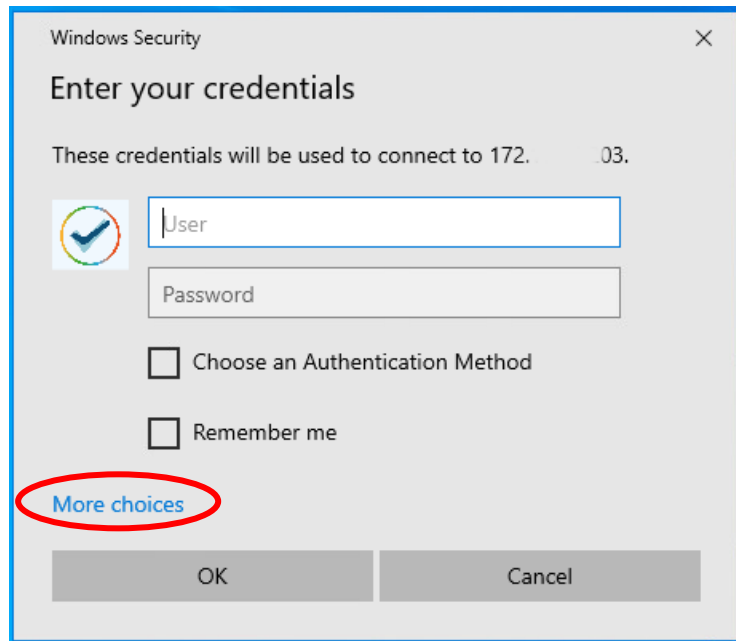 Windows Security
Enter your credentials
These credentials will be used to connect to 172. .03.
User
Password
Choose an Authentication Method
Remember me
More choices
OK
Cancel